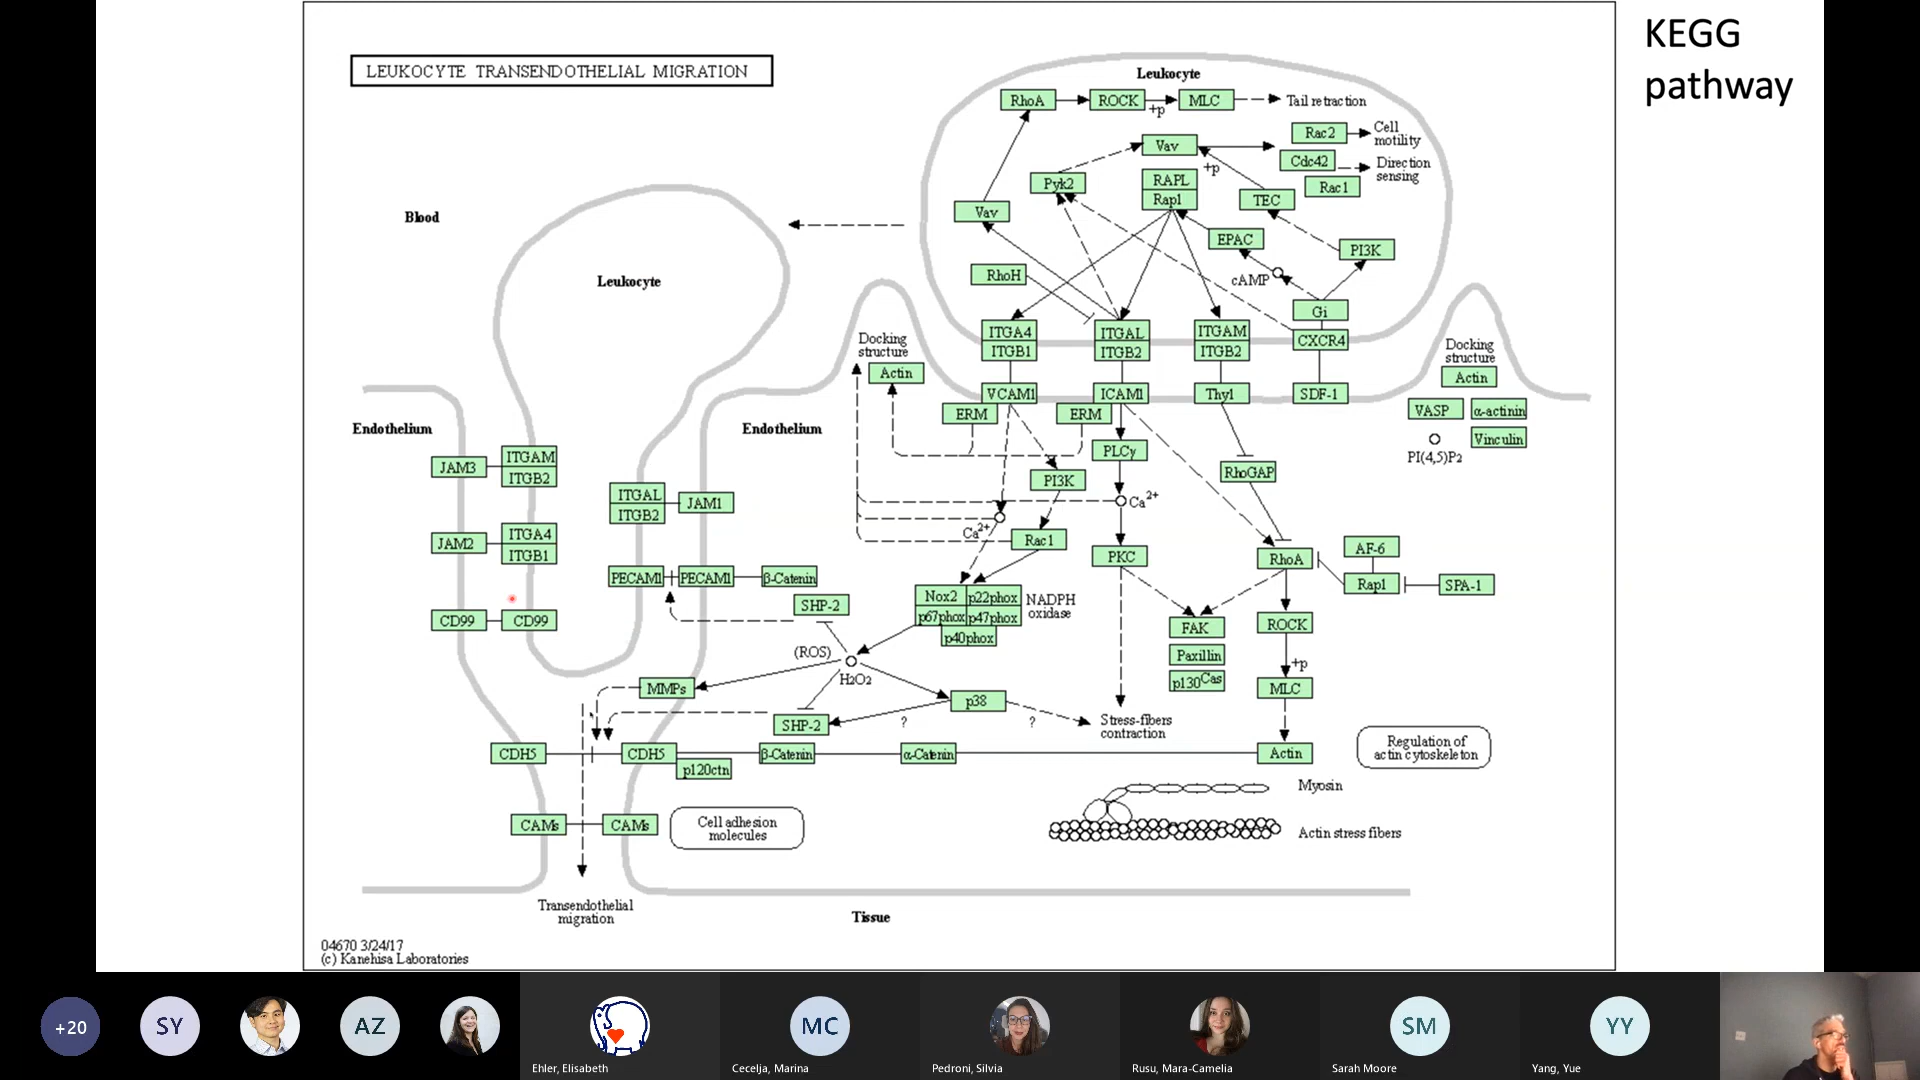 KEGG
pathway
LEUKOCYTE TRANSENDOTHELIAL MIGRATION
Leukocyte
RhoA
ROCK
+p
MLC
Tail retraction
Rac2
Cell
motility
Vav
Cdc42
Direction
sensing
+p
Pyk2
RAPL
Rap1
Rac1
TEC
Vav
Blood
EPAC
PI3K
Leukocyte
RhoH
cAMP
Gi
ITGA4
ITGB1
ITGAL
ITGB2
ITGAM
ITGB2
CXCR4
Docking
structure
Actin
Docking
structure
Actin
VCAM1
ICAM1
Thy1
SDF-1
ERM
ERM
VASP
α-actinin
Vinculin
PI(4,5)P2
Endothelium
Endothelium
PLCγ
JAM3
ITGAM
ITGB2
RhoGAP
PI3K
ITGAL
ITGB2
JAM1
Ca2+
Ca2+
JAM2
ITGA4
ITGB1
Rac1
PKC
RhoA
AF-6
Rap1
SPA-1
PECAM1
PECAM1
β-Catenin
SHP-2
Nox2
p22phox
p67phox
p47phox
p40phox
NADPH
oxidase
CD99
CD99
FAK
Paxillin
p130Cas
ROCK
+p
(ROS)
H2O2
MMPs
MLC
p38
SHP-2
?
?
Stress-fibers
contraction
CDH5
CDH5
p120ctn
β-Catenin
α-Catenin
Actin
Regulation of
actin cytoskeleton
Myosin
CAMs
CAMs
Cell adhesion
molecules
Actin stress fibers
Transendothelial
migration
Tissue
04670 3/24/17
(c) Kanehisa Laboratories
+20
SY
AZ
MC
SM
YY
Ehler, Elisabeth
Cecelja, Marina
Pedroni, Silvia
Rusu, Mara-Camelia
Sarah Moore
Yang, Yue